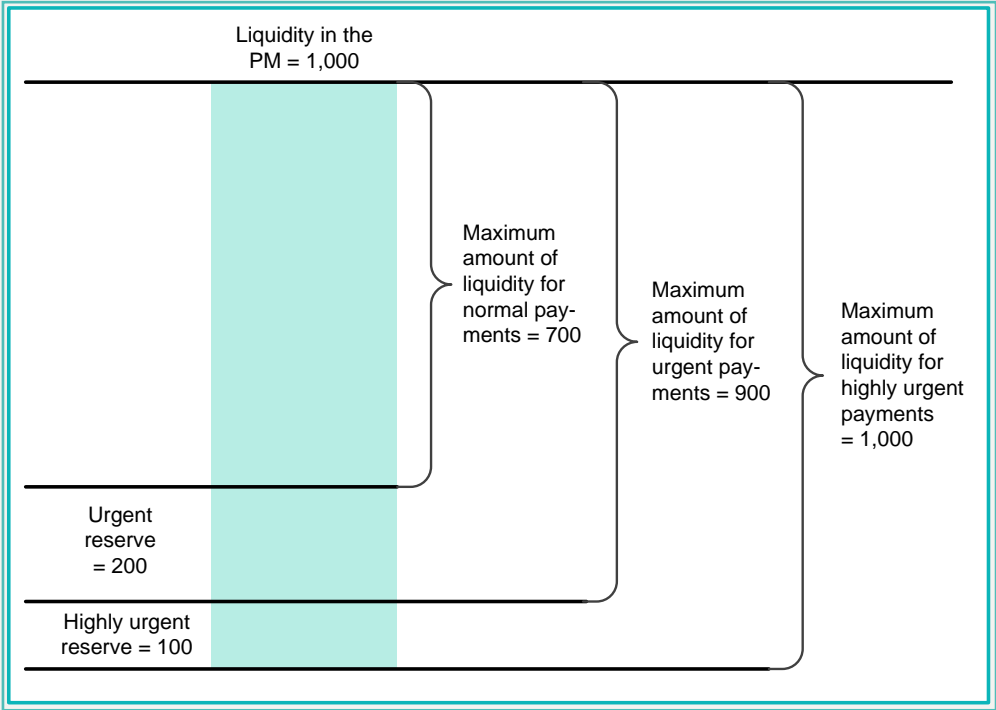 Liquidity in the
PM = 1,000
Maximum
amount of
liquidity for
normal pay-
ments = 700
Maximum
amount of
liquidity for
urgent pay-
ments = 900
Maximum
amount of
liquidity for
highly urgent
payments
= 1,000
Urgent
reserve
= 200
Highly urgent
reserve = 100